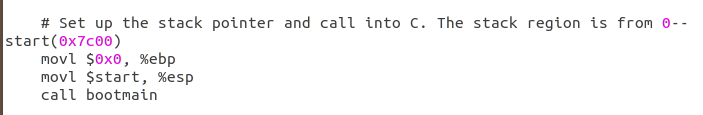 # Set up the stack pointer and call into C. The stack region is from 0--
start(0x7c00)
movl $0x0, %ebp
movl $start, %esp
call bootmain